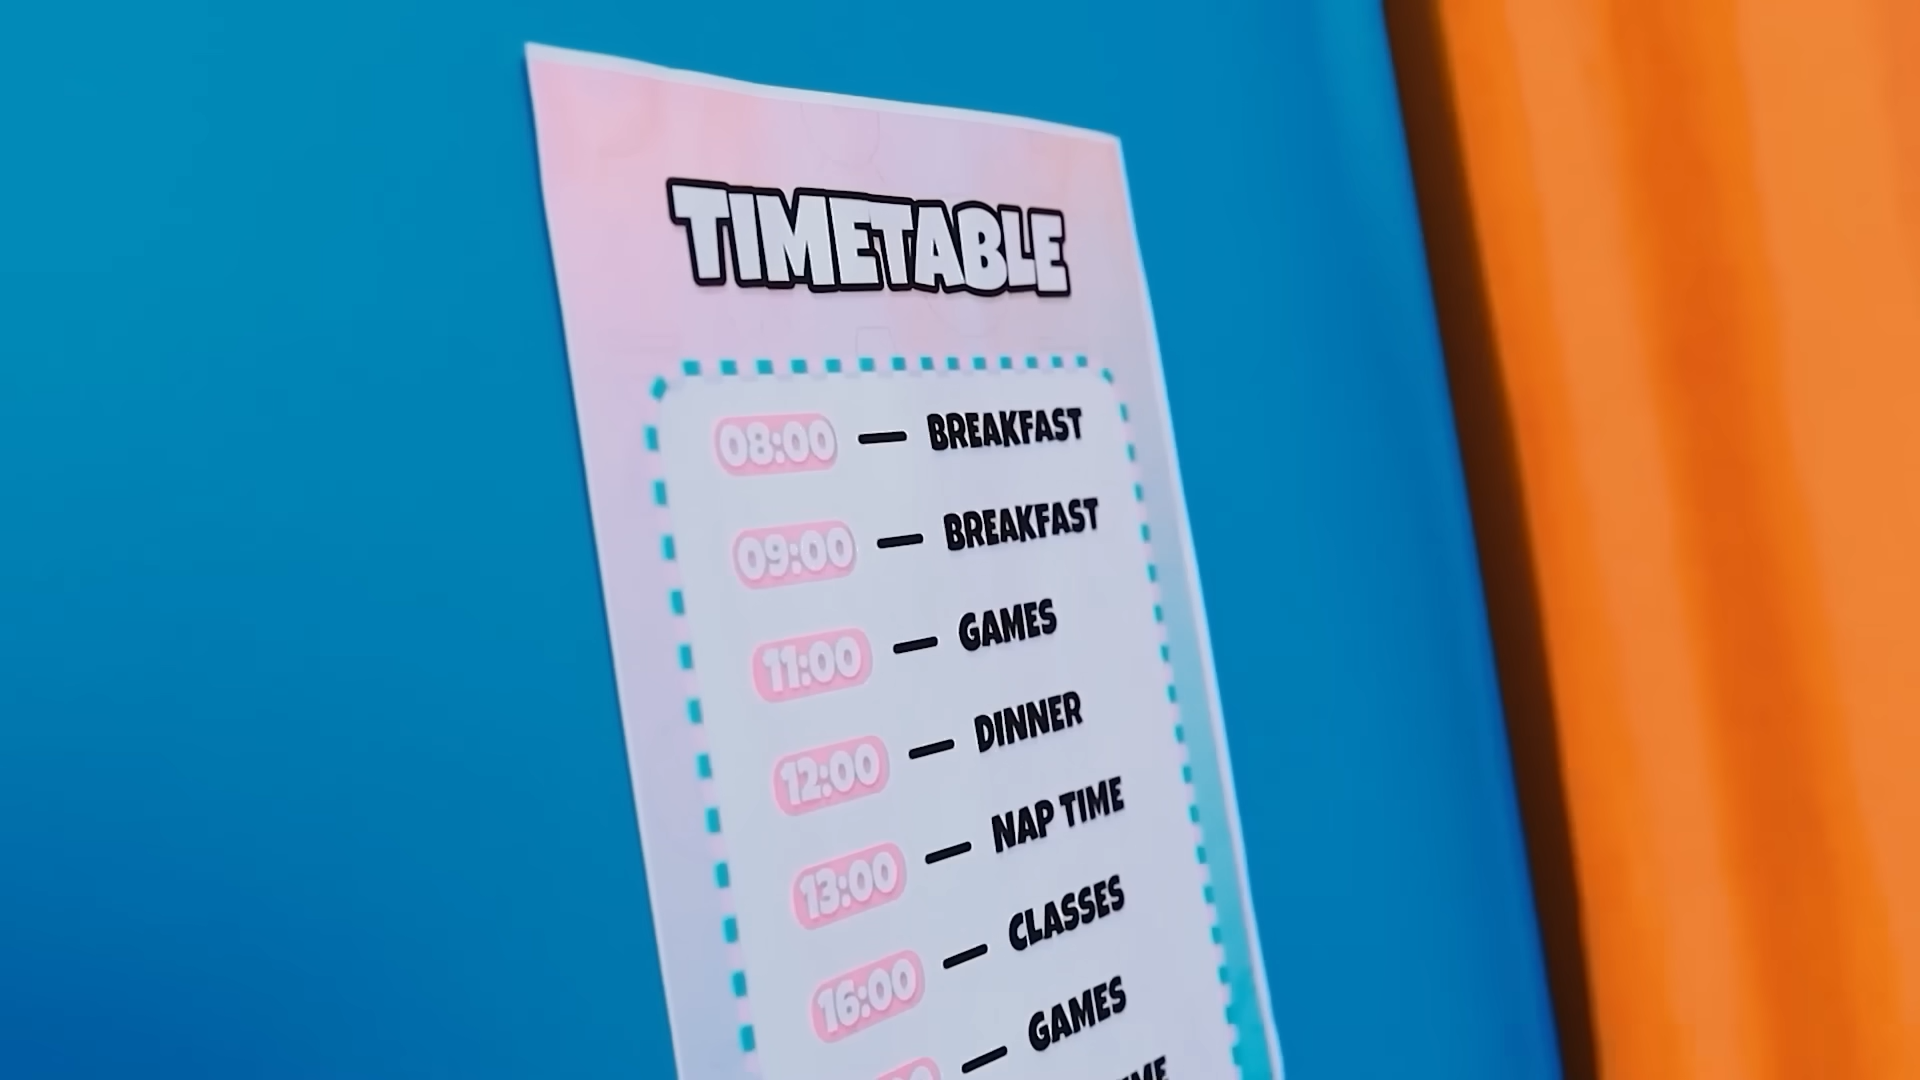 TIMETABLE
08:00 — BREAKFAST
09:00 — BREAKFAST
11:00 — GAMES
12:00 — DINNER
13:00 — NAP TIME
16:00 — CLASSES
— GAMES